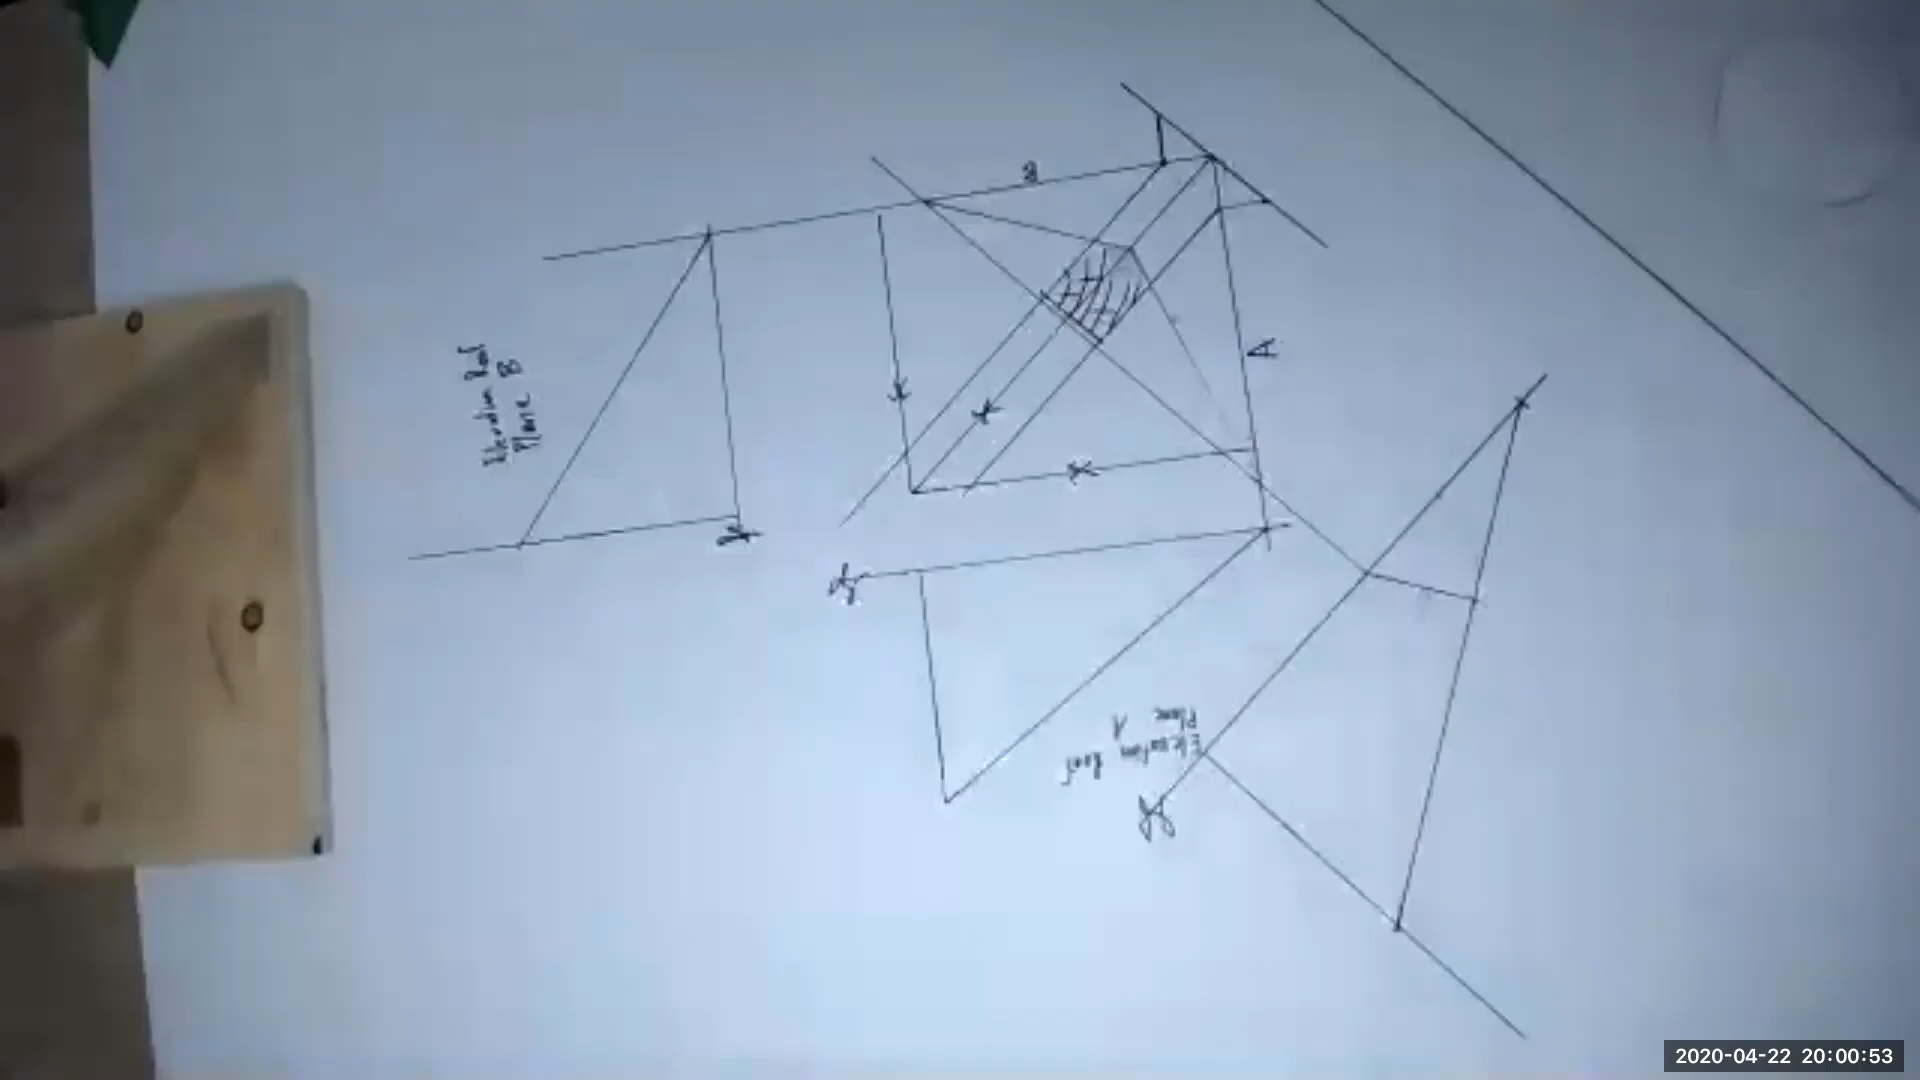 B
A
Elevation Roof
Plane B
Elevation Roof
Plane A
2020-04-22 20:00:53